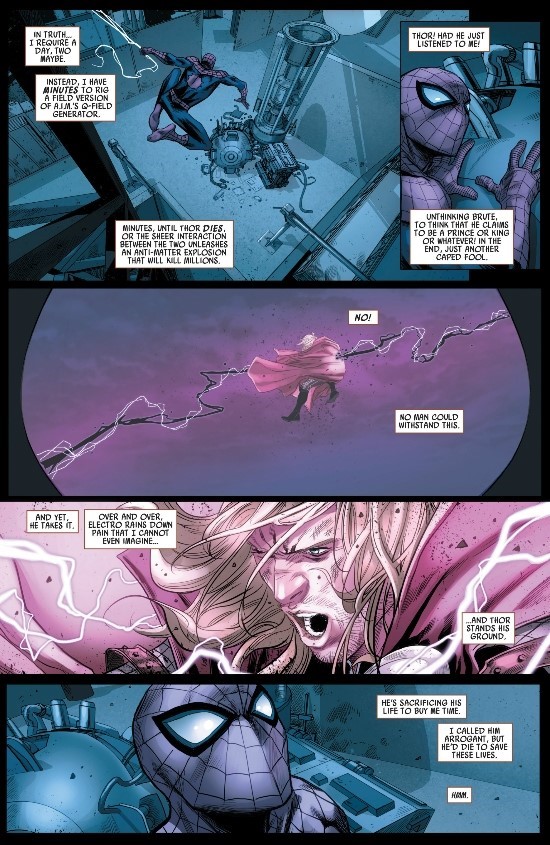 IN TRUTH...
I REQUIRE A
DAY, TWO
MAYBE.
INSTEAD, I HAVE
MINUTES TO RIG
A FIELD VERSION
OF A.I.M.'S Q-FIELD
GENERATOR.
MINUTES, UNTIL THOR DIES,
OR THE SHEER INTERACTION
BETWEEN THE TWO UNLEASHES
AN ANTI-MATTER EXPLOSION
THAT WILL KILL MILLIONS.
THOR! HAD HE JUST
LISTENED TO ME!
UNTHINKING BRUTE,
TO THINK THAT HE CLAIMS
TO BE A PRINCE OR KING
OR WHATEVER! IN THE
END, JUST ANOTHER
CAPED FOOL.
NO!
NO MAN COULD
WITHSTAND THIS.
AND YET,
HE TAKES IT.
OVER AND OVER,
ELECTRO RAINS DOWN
PAIN THAT I CANNOT
EVEN IMAGINE...
...AND THOR
STANDS HIS
GROUND.
HE'S SACRIFICING HIS
LIFE TO BUY ME TIME.
I CALLED HIM
ARROGANT, BUT
HE'D DIE TO SAVE
THESE LIVES.
HMM.